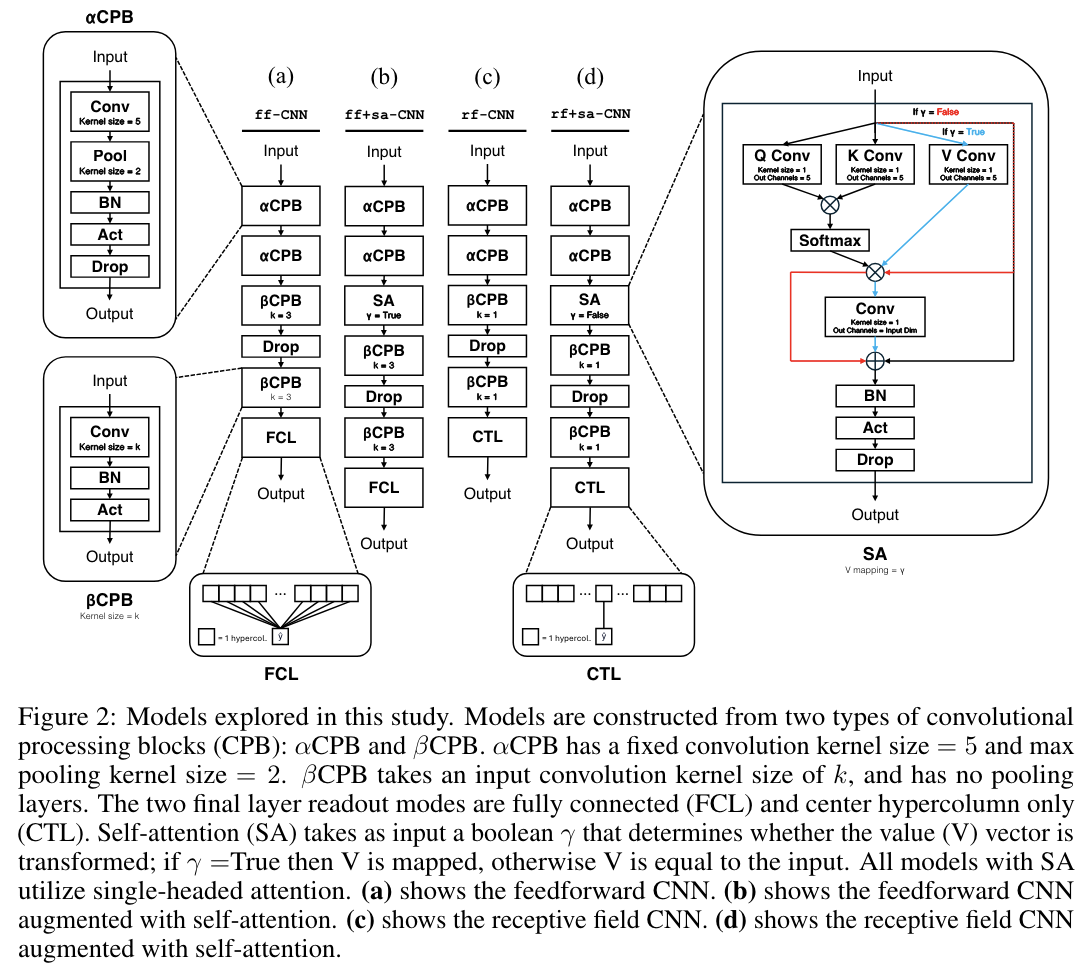 αCPB
Input
Conv
Kernel size = 5
Pool
Kernel size = 2
BN
Act
Drop
Output
Input
Conv
Kernel size = k
BN
Act
Output
βCPB
Kernel size = k
(a)
ff-CNN
Input
αCPB
αCPB
βCPB
k = 3
Drop
βCPB
k = 3
FCL
Output
(b)
ff+sa-CNN
Input
αCPB
αCPB
SA
γ = True
βCPB
k = 3
Drop
βCPB
k = 3
FCL
Output
(c)
rf-CNN
Input
αCPB
αCPB
βCPB
k = 1
Drop
βCPB
k = 1
CTL
Output
(d)
rf+sa-CNN
Input
αCPB
αCPB
SA
γ = False
βCPB
k = 1
Drop
βCPB
k = 1
CTL
Output
...
= 1 hypercol.
ŷ
FCL
... ...
= 1 hypercol.
ŷ
CTL
Input
If γ = False
If γ = True
Q Conv
Kernel size = 1
Out Channels = 5
K Conv
Kernel size = 1
Out Channels = 5
V Conv
Kernel size = 1
Out Channels = 5
Softmax
Conv
Kernel size = 1
Out Channels = Input Dim
BN
Act
Drop
Output
SA
V mapping = γ
Figure 2: Models explored in this study. Models are constructed from two types of convolutional
processing blocks (CPB): αCPB and βCPB. αCPB has a fixed convolution kernel size = 5 and max
pooling kernel size = 2. βCPB takes an input convolution kernel size of k, and has no pooling
layers. The two final layer readout modes are fully connected (FCL) and center hypercolumn only
(CTL). Self-attention (SA) takes as input a boolean γ that determines whether the value (V) vector is
transformed; if γ =True then V is mapped, otherwise V is equal to the input. All models with SA
utilize single-headed attention. (a) shows the feedforward CNN. (b) shows the feedforward CNN
augmented with self-attention. (c) shows the receptive field CNN. (d) shows the receptive field CNN
augmented with self-attention.